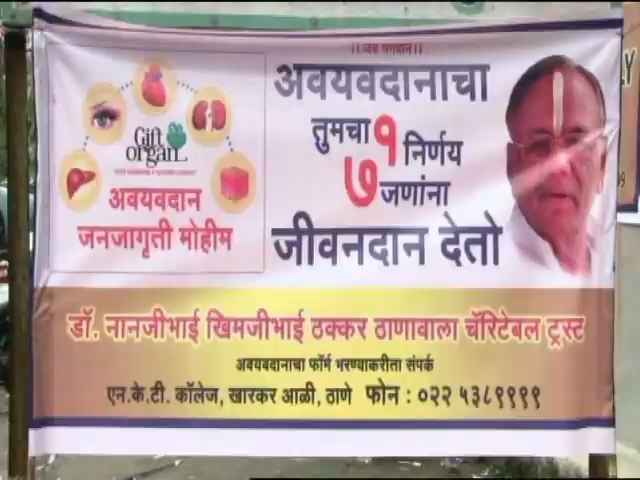 ।। जय भगवान ।।
अवयवदानाचा
तुमचा १ निर्णय
७ जणांना
जीवनदान देतो
Gift
organ
अवयवदान
जनजागृती मोहीम
डॉ. नानजीभाई खिमजीभाई ठक्कर ठाणावाला चॅरिटेबल ट्रस्ट
अवयवदानाचा फॉर्म भरण्याकरीता संपर्क
एन.के.टी. कॉलेज, खारकर आळी, ठाणे फोन : ०२२ ५३८९९९९